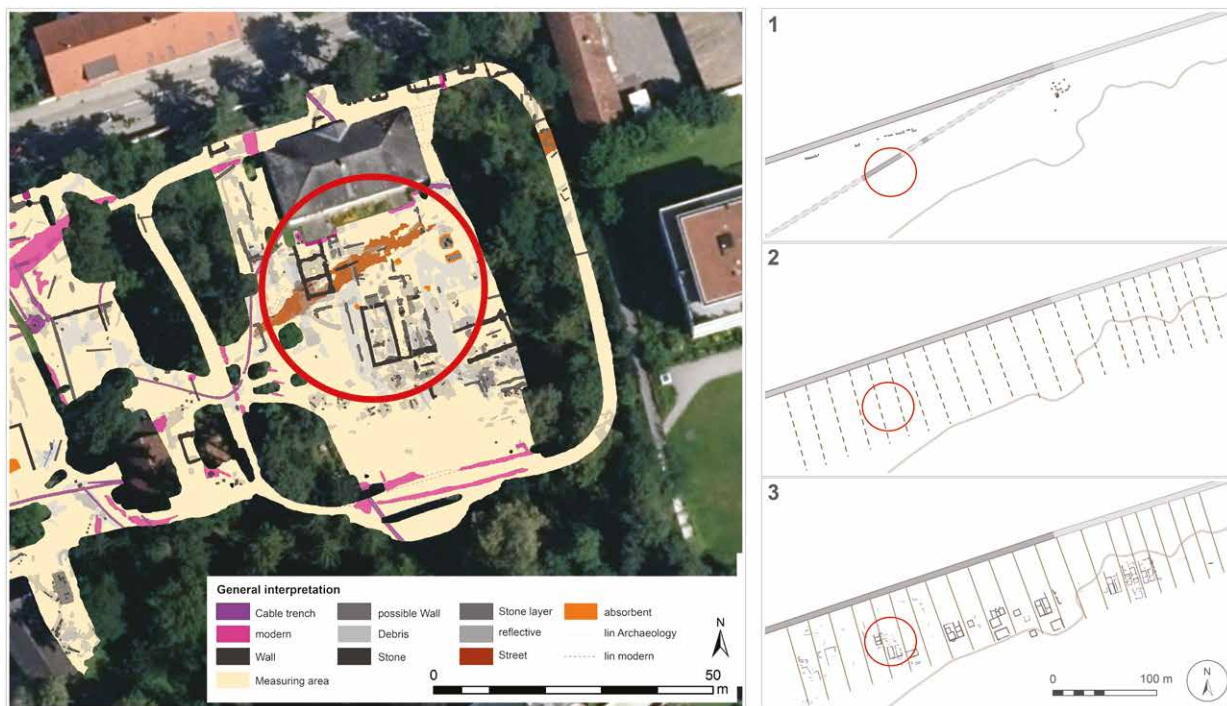 General interpretation
Cable trench
possible Wall
Stone layer
absorbent
modern
Debris
reflective
lin Archaeology
Wall
Stone
Street
lin modern
Measuring area
N
0
50
m
1
2
3
0
100 m
N